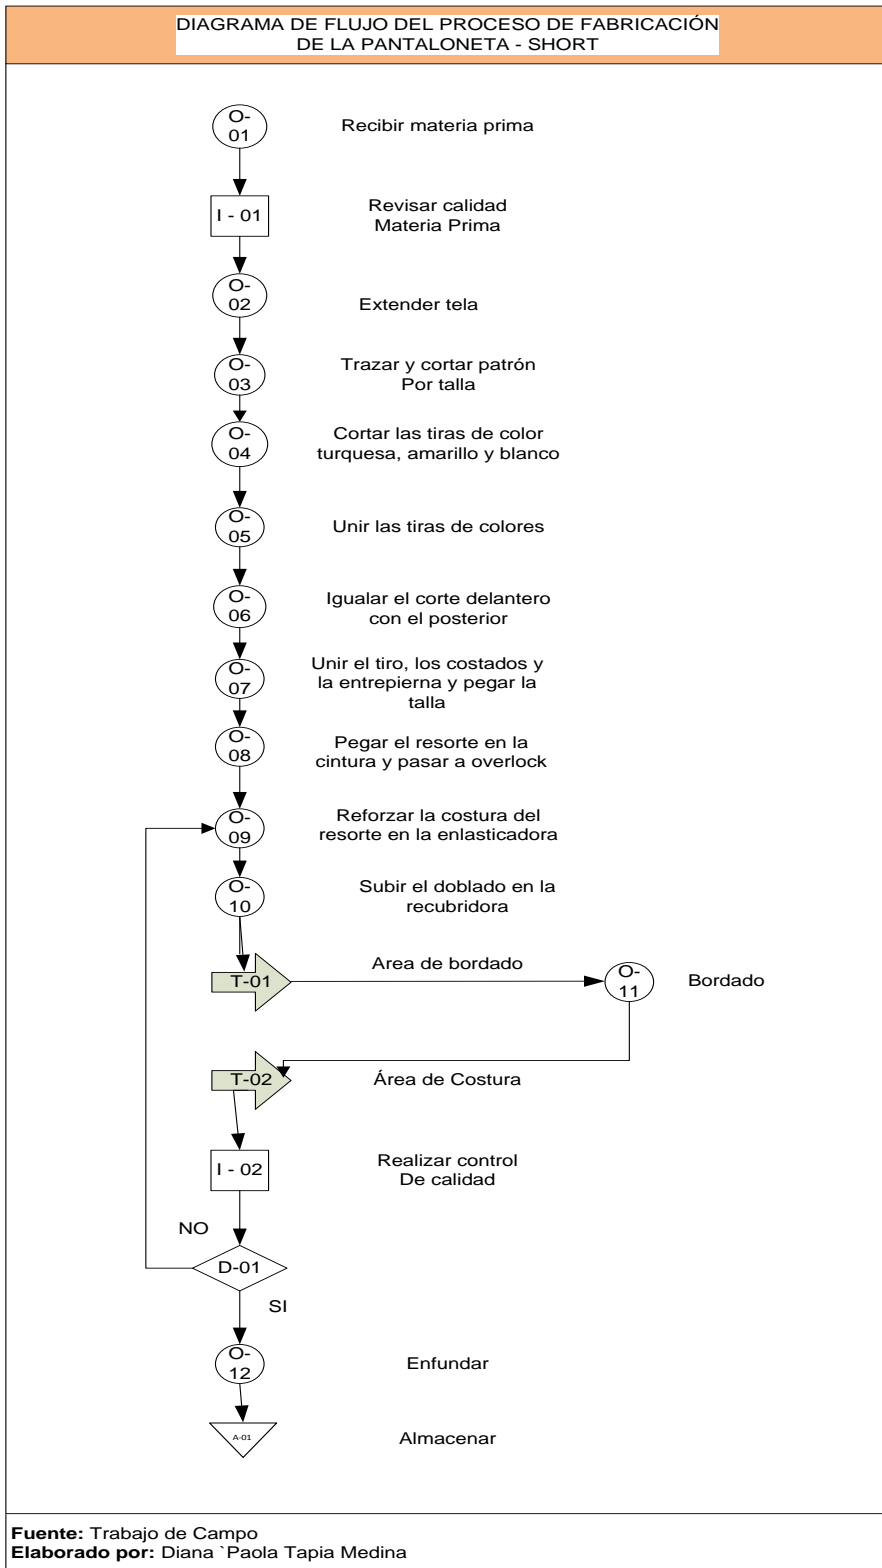 DIAGRAMA DE FLUJO DEL PROCESO DE FABRICACIÓN
DE LA PANTALONETA - SHORT
O-
01
Recibir materia prima
I - 01
Revisar calidad
Materia Prima
O-
02
Extender tela
O-
03
Trazar y cortar patrón
Por talla
O-
04
Cortar las tiras de color
turquesa, amarillo y blanco
O-
05
Unir las tiras de colores
O-
06
Igualar el corte delantero
con el posterior
O-
07
Unir el tiro, los costados y
la entrepierna y pegar la
talla
O-
08
Pegar el resorte en la
cintura y pasar a overlock
O-
09
Reforzar la costura del
resorte en la enlasticadora
O-
10
Subir el doblado en la
recubridora
T-01
Area de bordado
O-
11
Bordado
T-02
Área de Costura
I - 02
Realizar control
De calidad
NO
D-01
SI
O-
12
Enfundar
A-01
Almacenar
Fuente: Trabajo de Campo
Elaborado por: Diana `Paola Tapia Medina